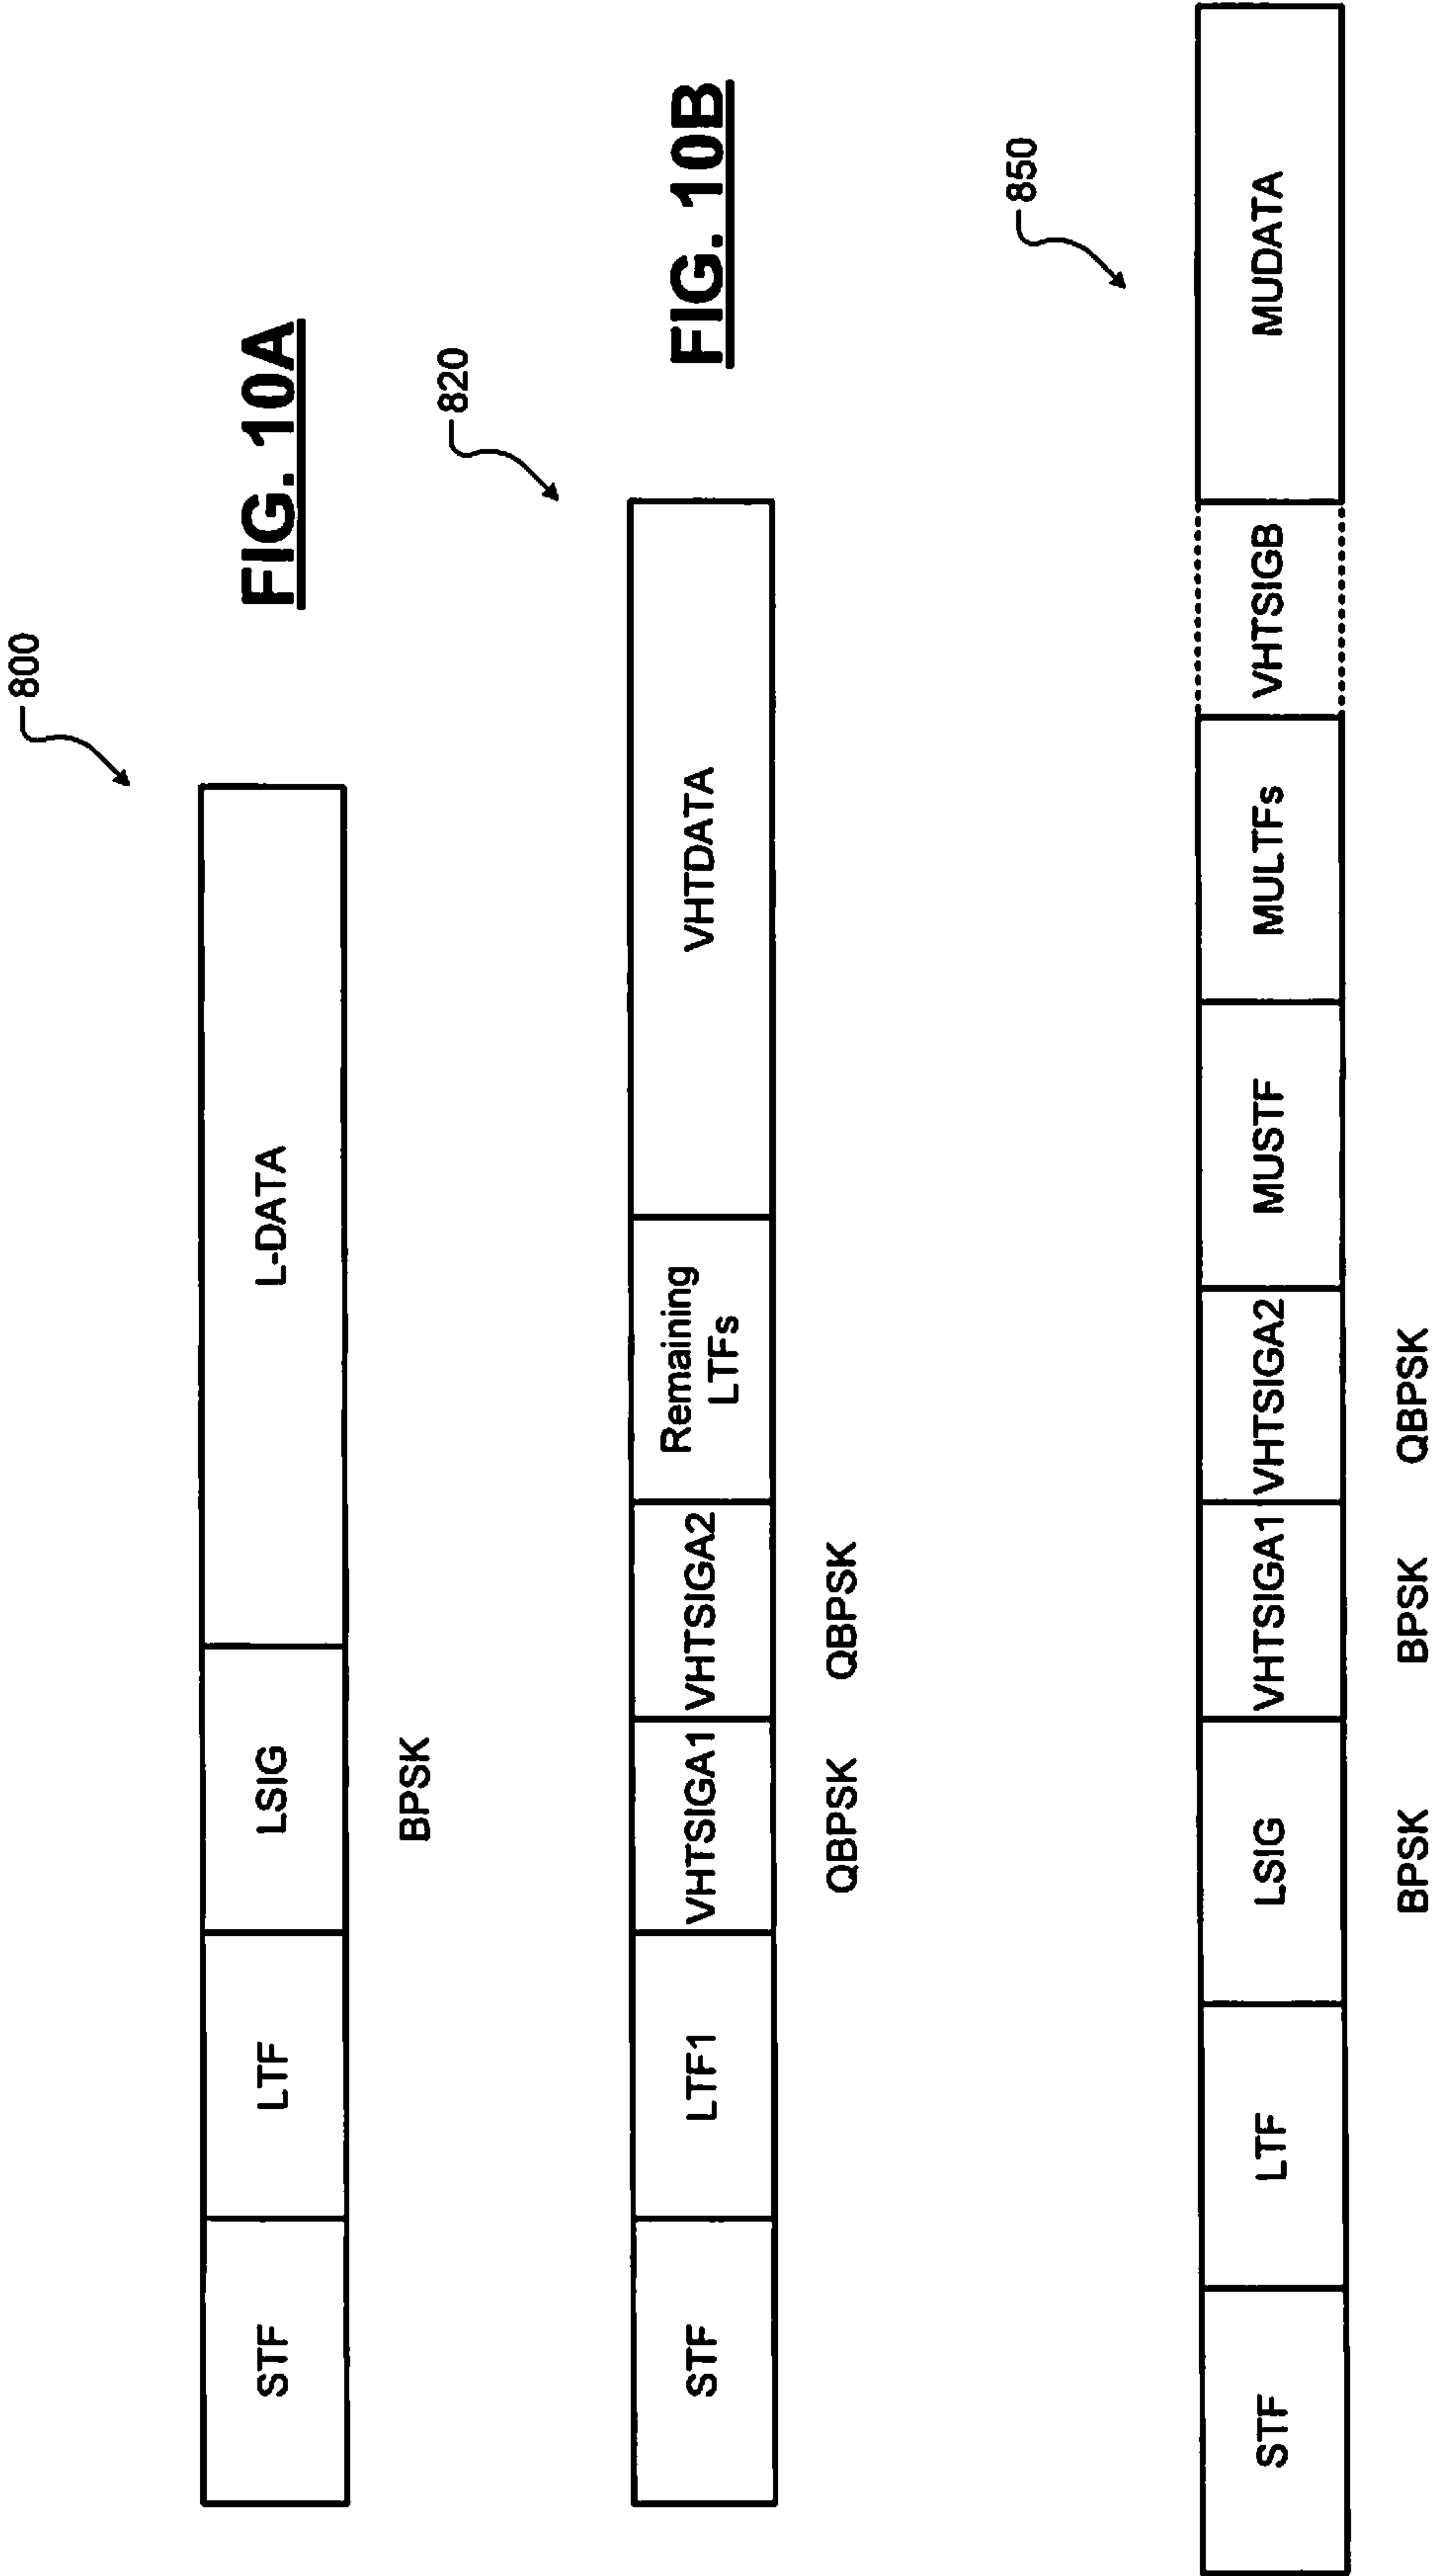 800
STF
LTF
LSIG
L-DATA
BPSK
FIG. 10A
820
STF
LTF1
VHTSIGA1
VHTSIGA2
Remaining
LTFs
VHTDATA
QBPSK
QBPSK
FIG. 10B
850
STF
LTF
LSIG
VHTSIGA1
VHTSIGA2
MUSTF
MULTFs
VHTSIGB
MUDATA
BPSK
BPSK
QBPSK